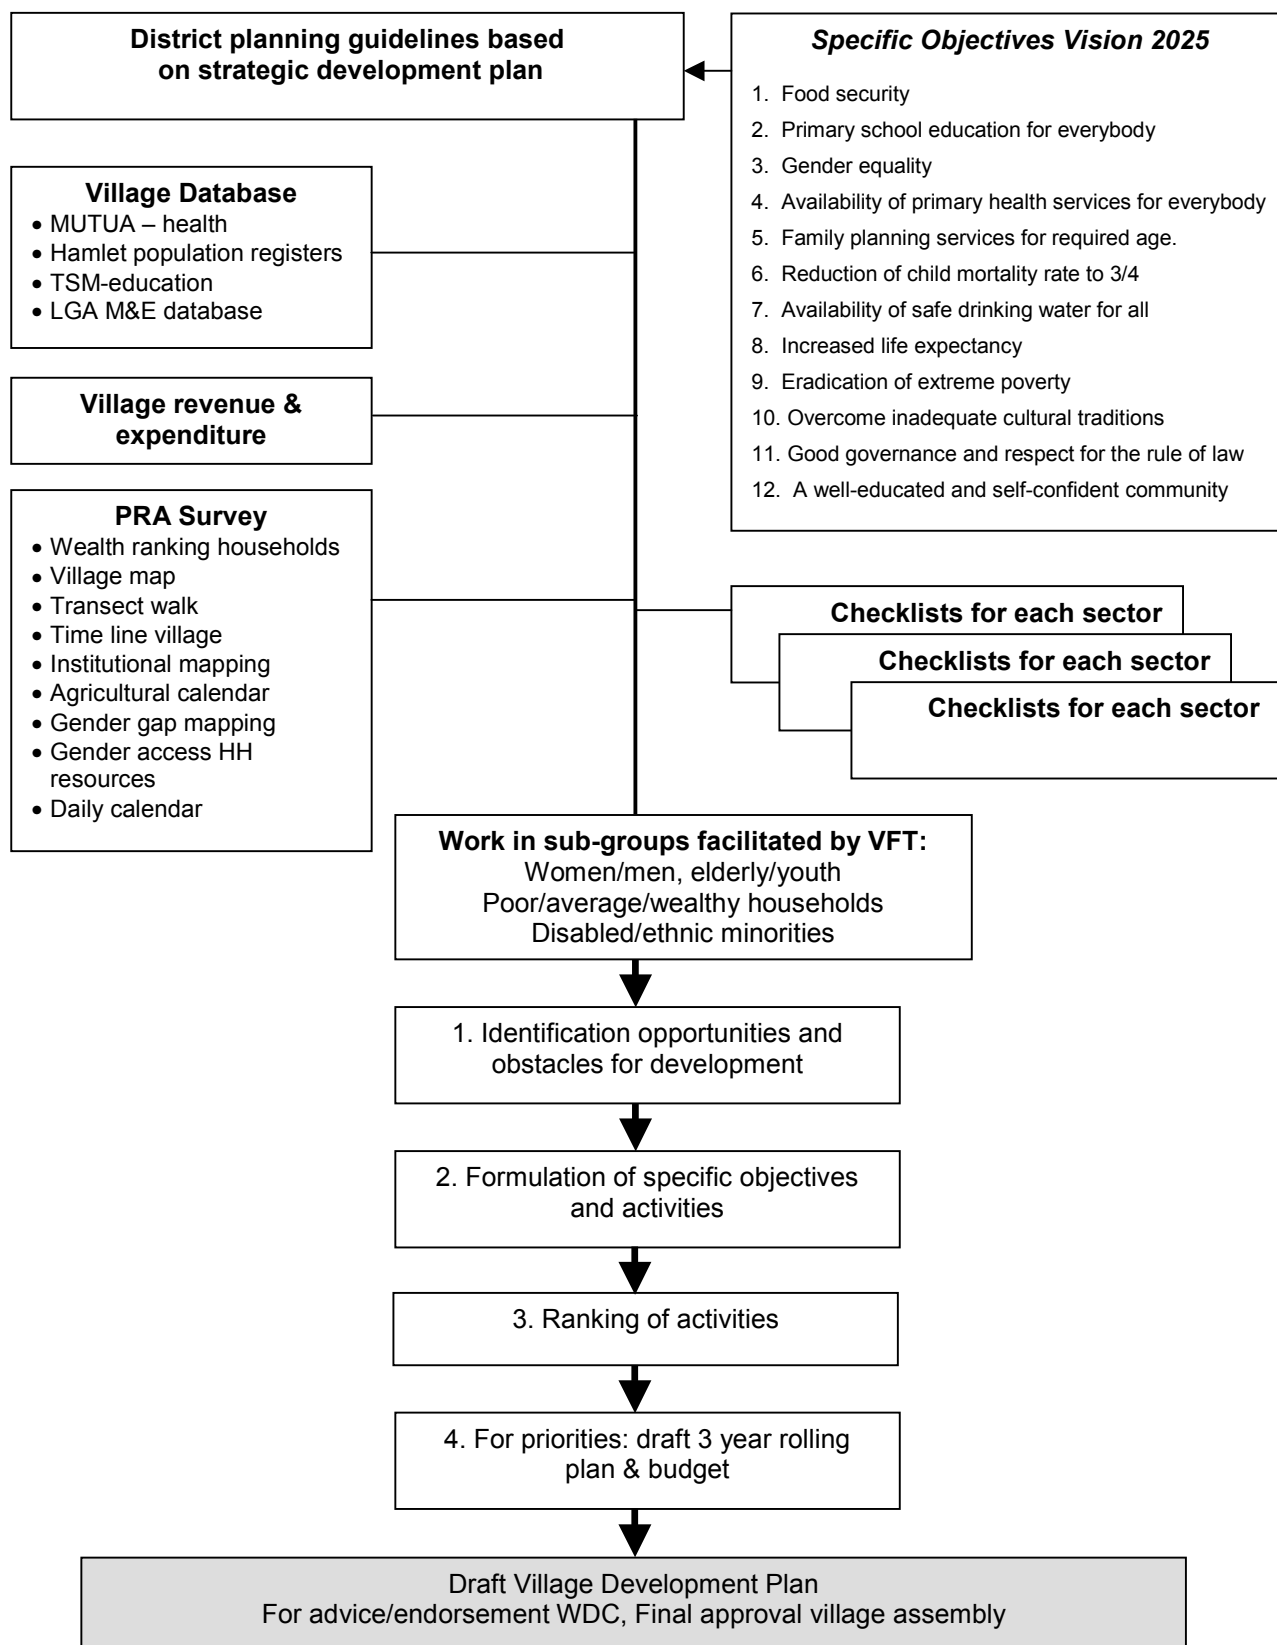 District planning guidelines based
on strategic development plan
Specific Objectives Vision 2025
1. Food security
2. Primary school education for everybody
3. Gender equality
4. Availability of primary health services for everybody
5. Family planning services for required age.
6. Reduction of child mortality rate to 3/4
7. Availability of safe drinking water for all
8. Increased life expectancy
9. Eradication of extreme poverty
10. Overcome inadequate cultural traditions
11. Good governance and respect for the rule of law
12. A well-educated and self-confident community
Village Database
• MUTUA – health
• Hamlet population registers
• TSM-education
• LGA M&E database
Village revenue &
expenditure
PRA Survey
• Wealth ranking households
• Village map
• Transect walk
• Time line village
• Institutional mapping
• Agricultural calendar
• Gender gap mapping
• Gender access HH
resources
• Daily calendar
Checklists for each sector
Checklists for each sector
Checklists for each sector
Work in sub-groups facilitated by VFT:
Women/men, elderly/youth
Poor/average/wealthy households
Disabled/ethnic minorities
1. Identification opportunities and
obstacles for development
2. Formulation of specific objectives
and activities
3. Ranking of activities
4. For priorities: draft 3 year rolling
plan & budget
Draft Village Development Plan
For advice/endorsement WDC, Final approval village assembly